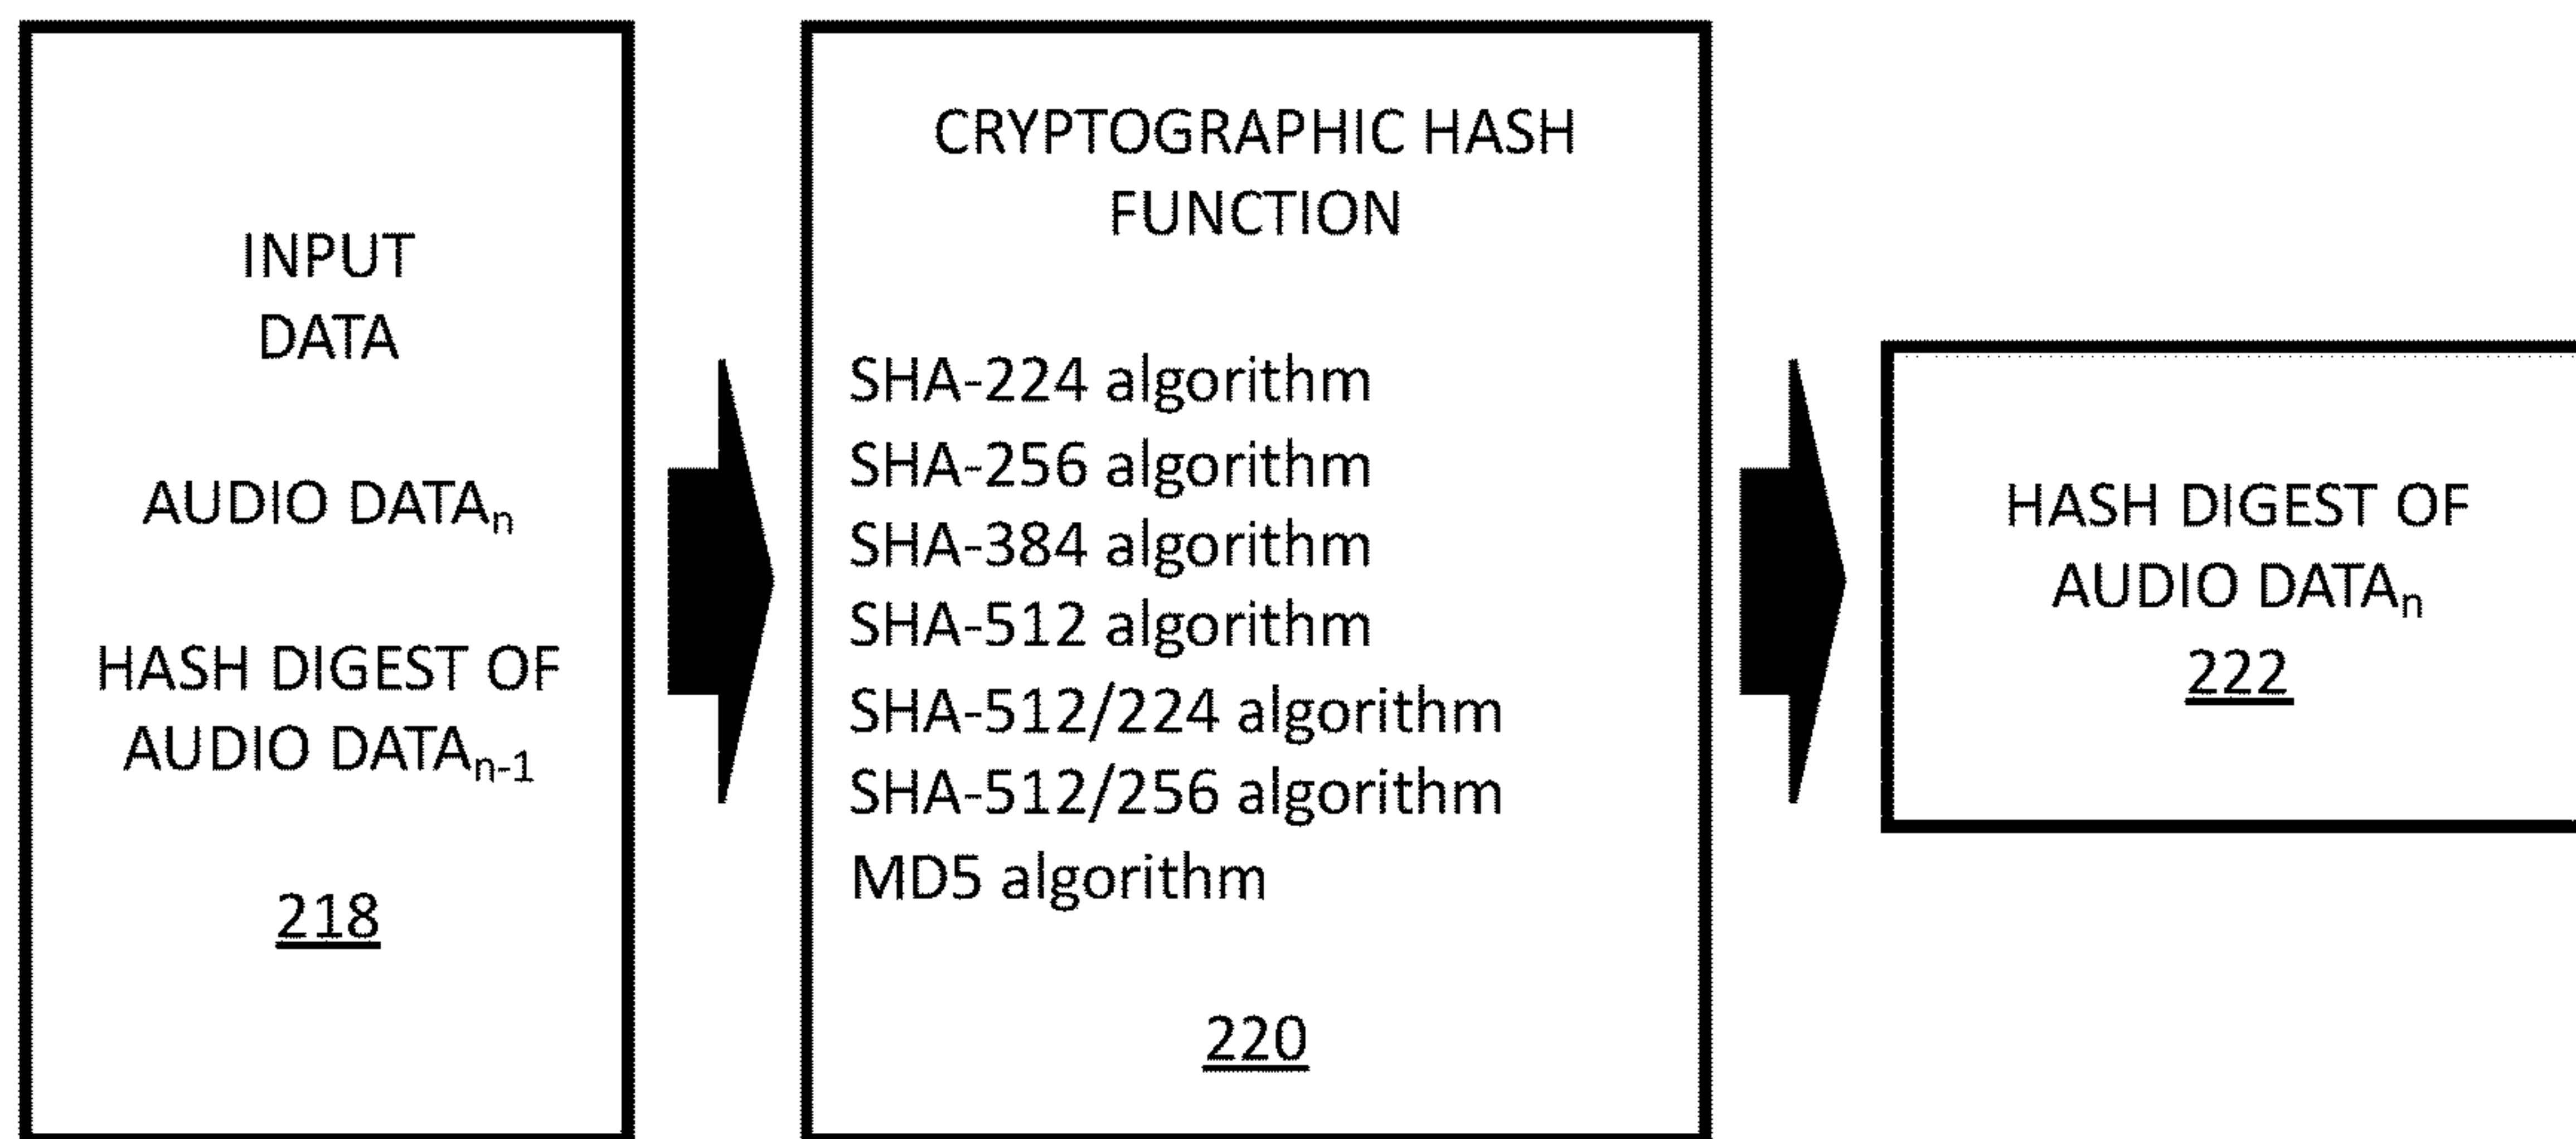 INPUT
DATA
AUDIO DATAn
HASH DIGEST OF
AUDIO DATAn-1
218
CRYPTOGRAPHIC HASH
FUNCTION
SHA-224 algorithm
SHA-256 algorithm
SHA-384 algorithm
SHA-512 algorithm
SHA-512/224 algorithm
SHA-512/256 algorithm
MD5 algorithm
220
HASH DIGEST OF
AUDIO DATAn
222